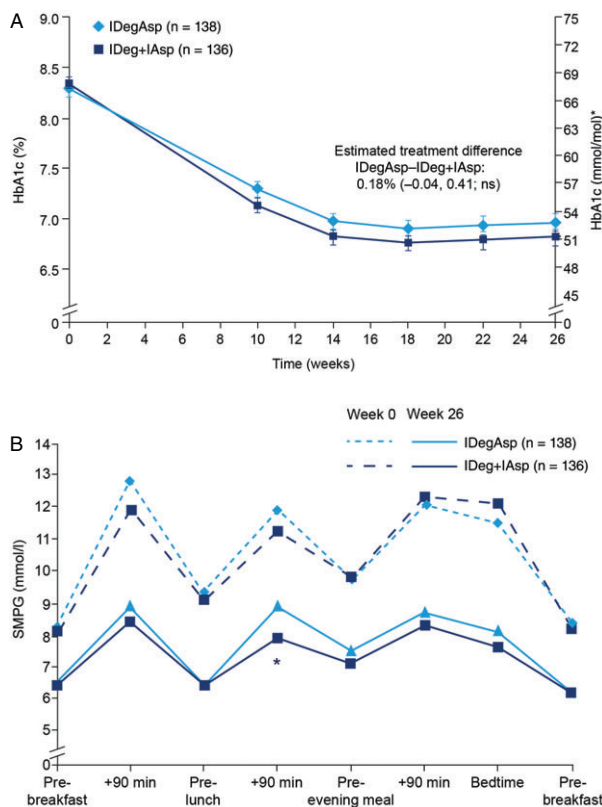 A
IDegAsp (n = 138)
IDeg+IAsp (n = 136)
HbA1c (%)
9.0
8.5
8.0
7.5
7.0
6.5
0
HbA1c (mmol/mol)*
75
72
69
66
63
60
57
54
51
48
45
0
Estimated treatment difference
IDegAsp–IDeg+IAsp:
0.18% (–0.04, 0.41; ns)
0 2 4 6 8 10 12 14 16 18 20 22 24 26
Time (weeks)
B
Week 0 Week 26
IDegAsp (n = 138)
IDeg+IAsp (n = 136)
SMPG (mmol/l)
14
13
12
11
10
9
8
7
6
5
0
*
Pre- +90 min Pre- +90 min Pre- +90 min Bedtime Pre-
breakfast lunch evening meal breakfast